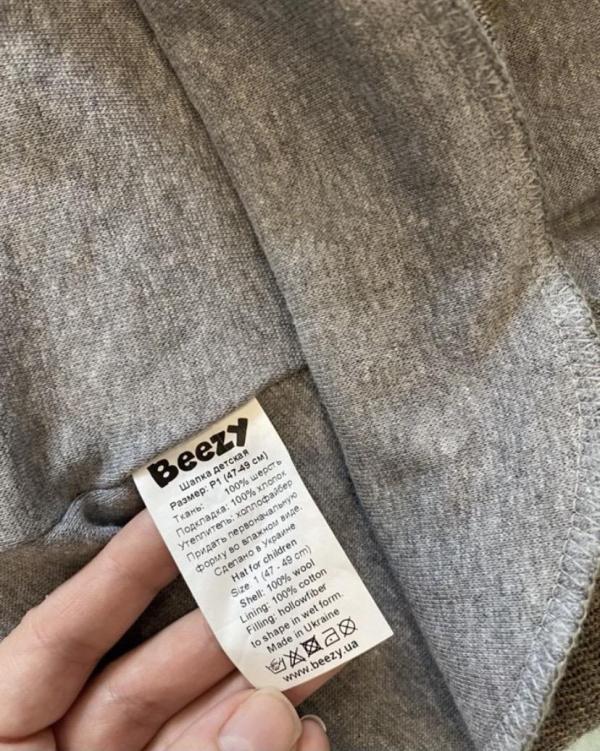 Beezy
Шапка детская
Размер: Р1 (47-49 см)
Ткань: 100% шерсть
Подкладка: 100% хлопок
Утеплитель: холлофайбер
Придать первоначальную
форму во влажном виде.
Сделано в Украине
Hat for children
Size: 1 (47 - 49 cm)
Shell: 100% wool
Lining: 100% cotton
Filling: hollowfiber
to shape in wet form.
Made in Ukraine
www.beezy.ua